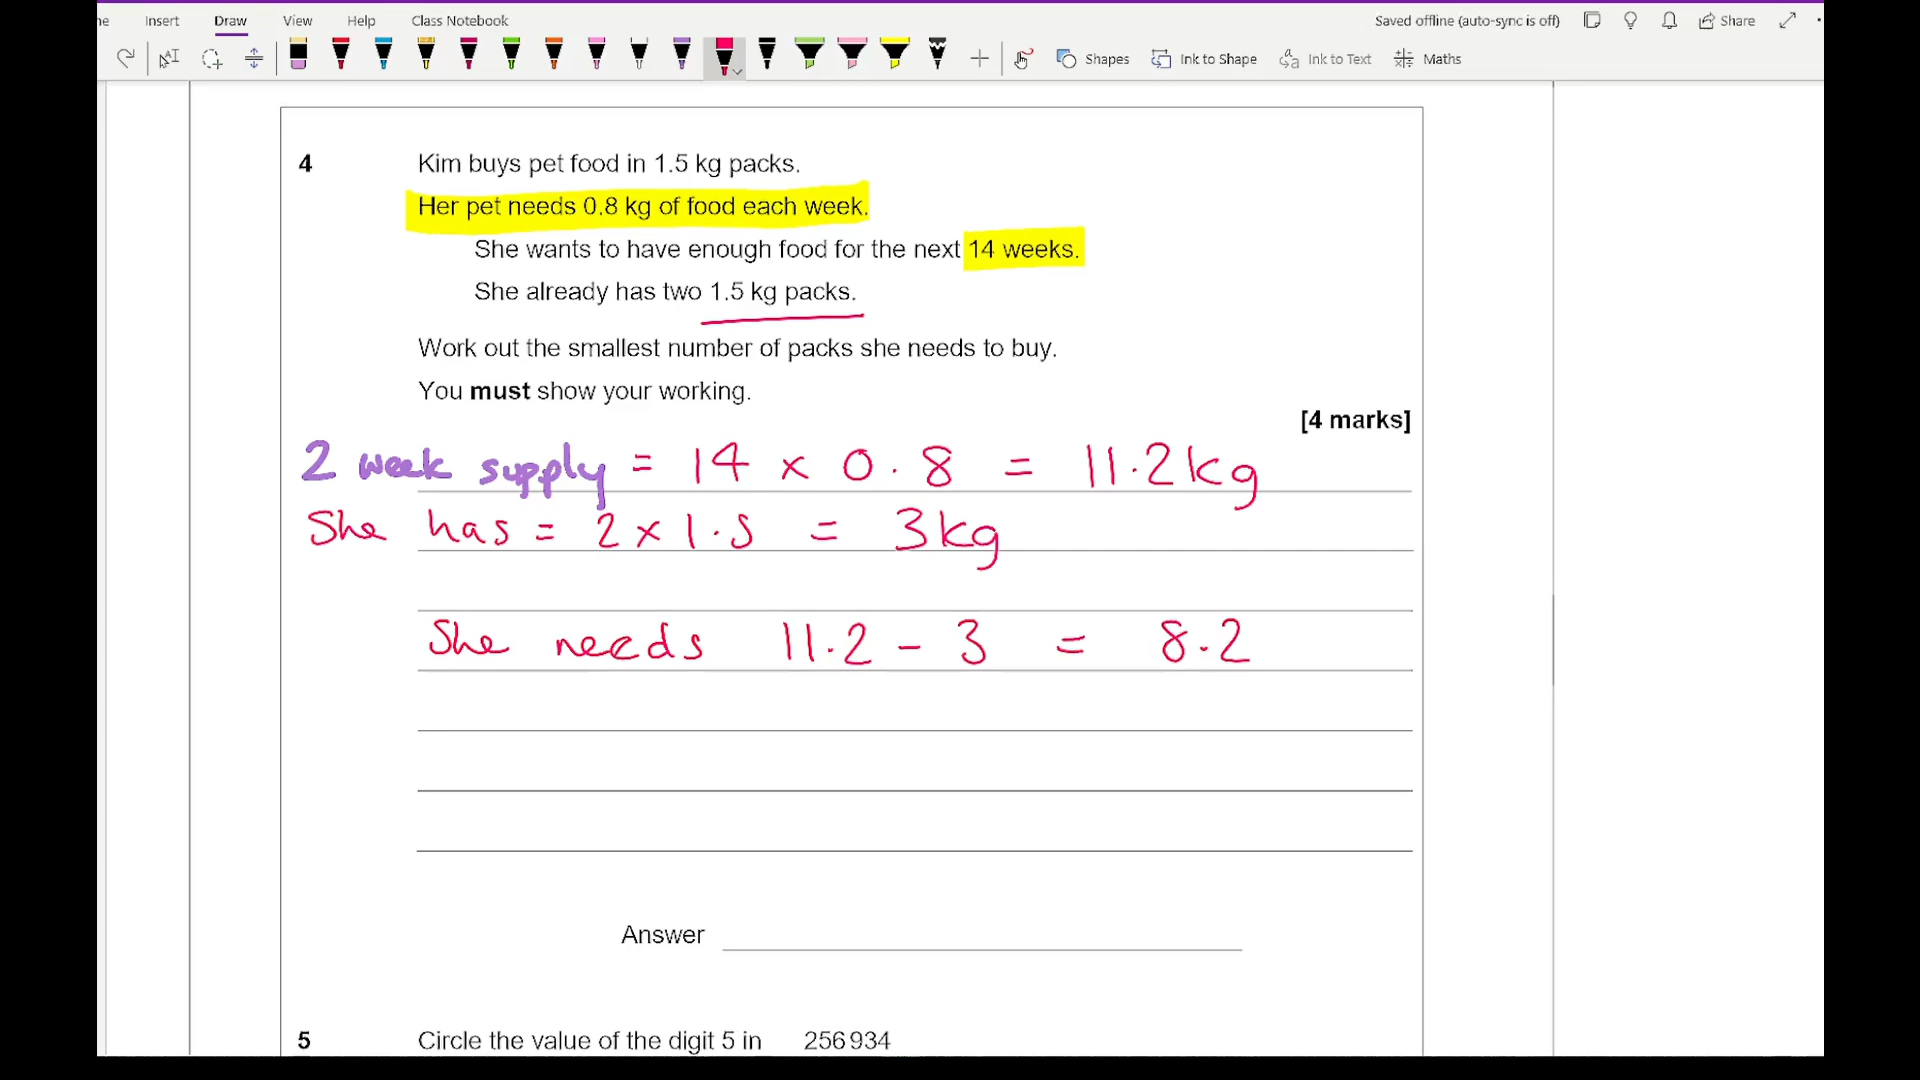 Insert Draw View Help Class Notebook Saved offline (auto-sync is off) Share
Shapes Ink to Shape Ink to Text Maths
4 Kim buys pet food in 1.5 kg packs.
Her pet needs 0.8 kg of food each week.
She wants to have enough food for the next 14 weeks.
She already has two 1.5 kg packs.
Work out the smallest number of packs she needs to buy.
You must show your working.
[4 marks]
2 week supply = 14 x 0.8 = 11.2kg
She has = 2 x 1.5 = 3kg
She needs 11.2 - 3 = 8.2
Answer
5 Circle the value of the digit 5 in 256 934